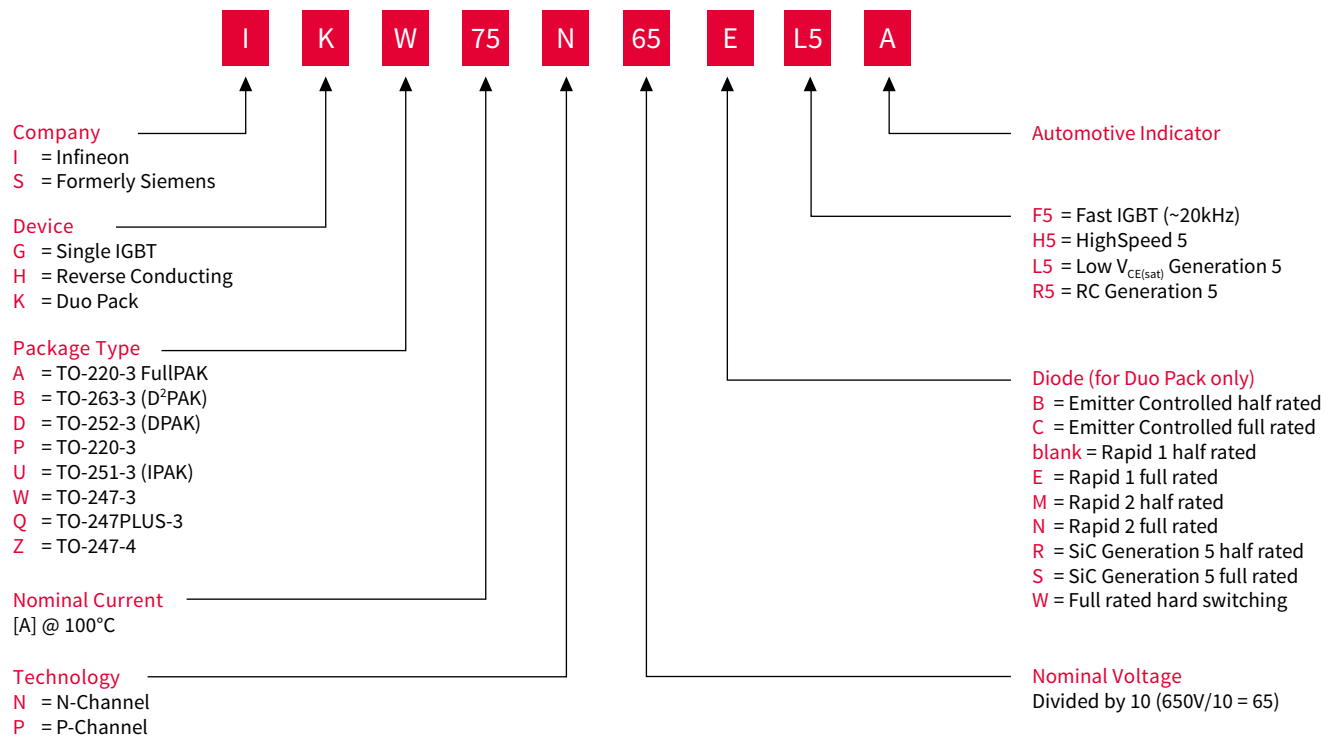 I K W 75 N 65 E L5 A
Company
I = Infineon
S = Formerly Siemens
Device
G = Single IGBT
H = Reverse Conducting
K = Duo Pack
Package Type
A = TO-220-3 FullPAK
B = TO-263-3 (D²PAK)
D = TO-252-3 (DPAK)
P = TO-220-3
U = TO-251-3 (IPAK)
W = TO-247-3
Q = TO-247PLUS-3
Z = TO-247-4
Nominal Current
[A] @ 100°C
Technology
N = N-Channel
P = P-Channel
Automotive Indicator
F5 = Fast IGBT (~20kHz)
H5 = HighSpeed 5
L5 = Low VCE(sat) Generation 5
R5 = RC Generation 5
Diode (for Duo Pack only)
B = Emitter Controlled half rated
C = Emitter Controlled full rated
blank = Rapid 1 half rated
E = Rapid 1 full rated
M = Rapid 2 half rated
N = Rapid 2 full rated
R = SiC Generation 5 half rated
S = SiC Generation 5 full rated
W = Full rated hard switching
Nominal Voltage
Divided by 10 (650V/10 = 65)